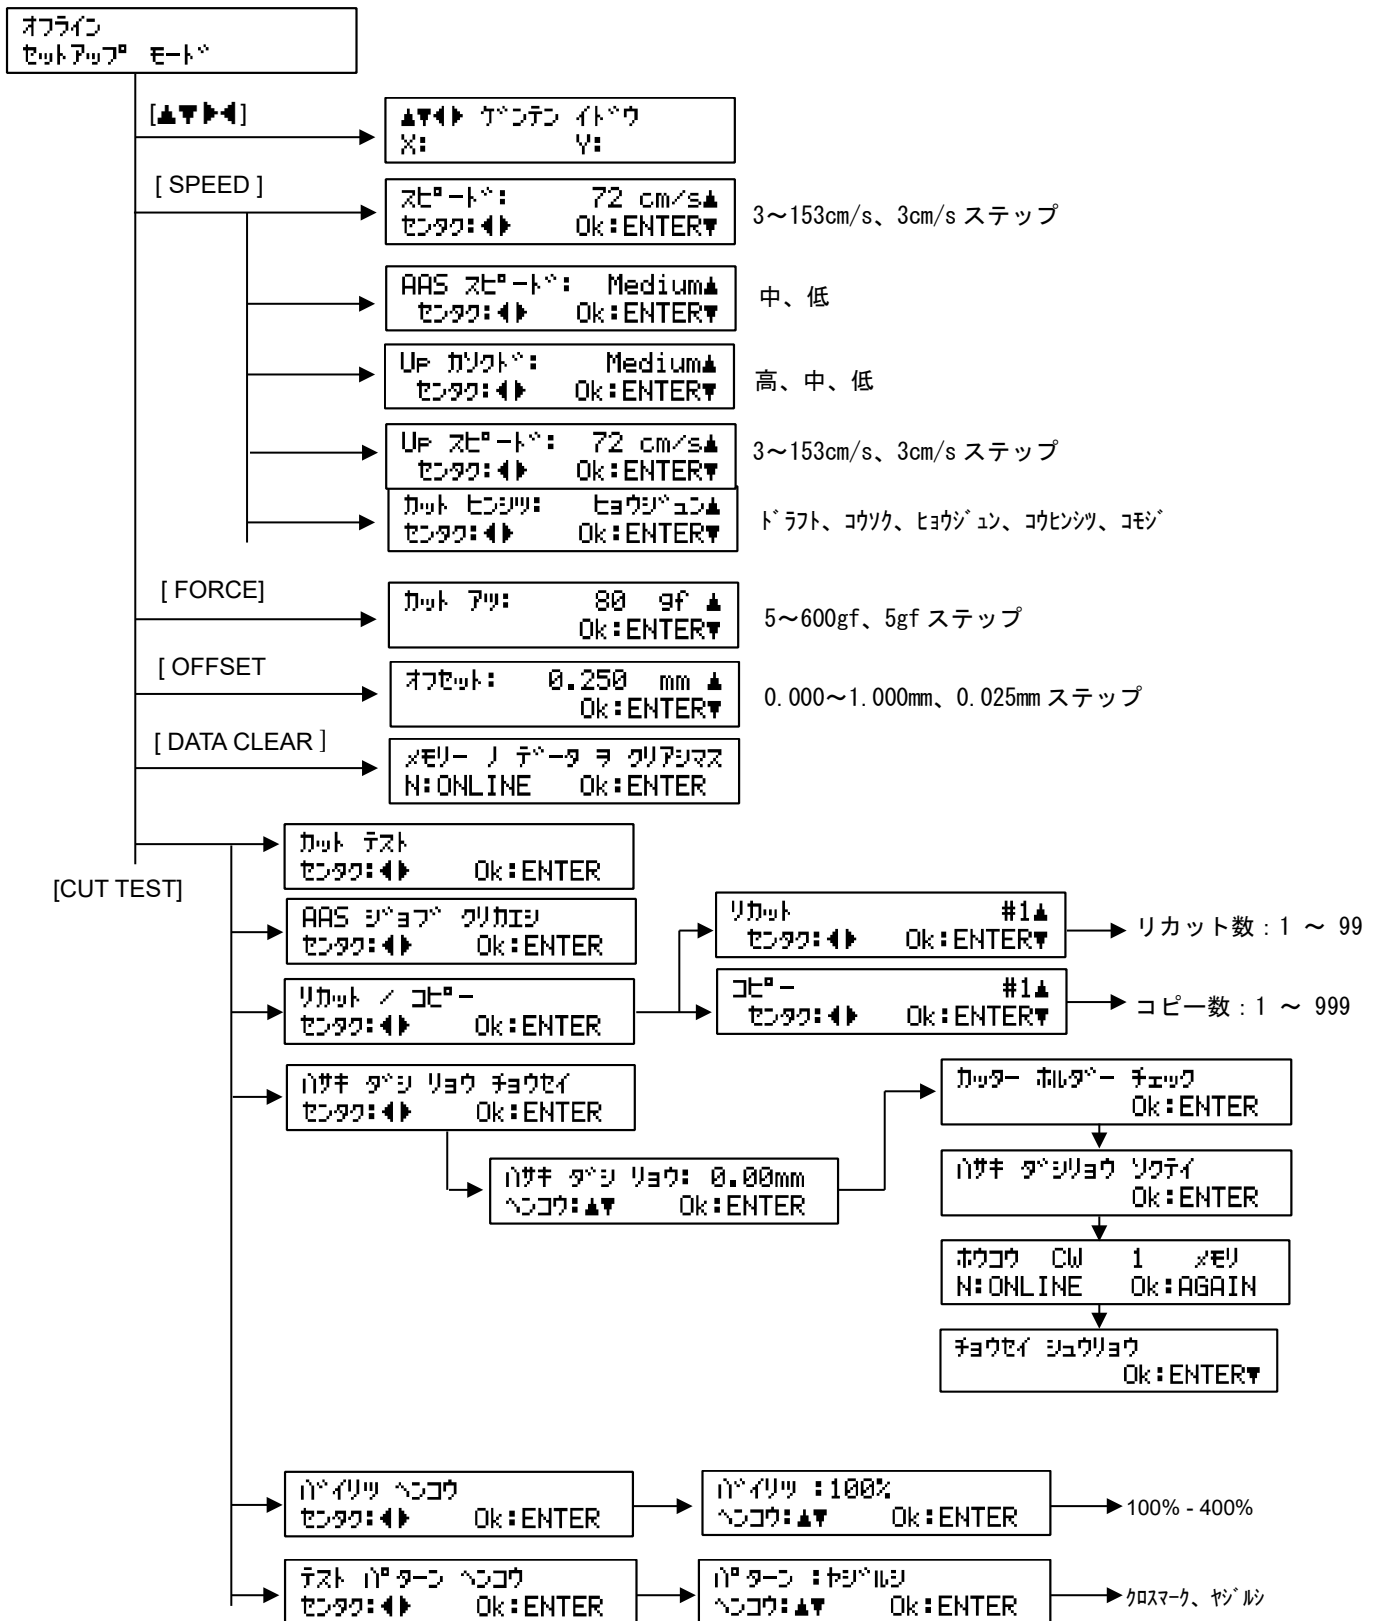 オフライン
セットアップ モード
[▲▼▶◀]
▲▼◀▶ ゲンテン イドウ
X: Y:
[ SPEED ]
スピード: 72 cm/s▲
センタク:◀▶ Ok:ENTER▼
3～153cm/s、3cm/s ステップ
AAS スピード: Medium▲
センタク:◀▶ Ok:ENTER▼
中、低
Up カソクド: Medium▲
センタク:◀▶ Ok:ENTER▼
高、中、低
Up スピード: 72 cm/s▲
センタク:◀▶ Ok:ENTER▼
3～153cm/s、3cm/s ステップ
カット ヒンシツ: ヒョウジュン▲
センタク:◀▶ Ok:ENTER▼
ﾄﾞﾗﾌﾄ、ｺｳｿｸ、ﾋｮｳｼﾞｭﾝ、ｺｳﾋﾝｼﾂ、ｺﾓｼﾞ
[ FORCE]
カット アツ: 80 gf ▲
Ok:ENTER▼
5～600gf、5gf ステップ
[ OFFSET
オフセット: 0.250 mm ▲
Ok:ENTER▼
0.000～1.000mm、0.025mm ステップ
[ DATA CLEAR ]
メモリー ノ データ ヲ クリアシマス
N:ONLINE Ok:ENTER
[CUT TEST]
カット テスト
センタク:◀▶ Ok:ENTER
AAS ジョブ クリカエシ
センタク:◀▶ Ok:ENTER
リカット / コピー
センタク:◀▶ Ok:ENTER
リカット #1▲
センタク:◀▶ Ok:ENTER▼
リカット数：1 ～ 99
コピー #1▲
センタク:◀▶ Ok:ENTER▼
コピー数：1 ～ 999
ハサキ ダシ リョウ チョウセイ
センタク:◀▶ Ok:ENTER
ハサキ ダシ リョウ: 0.00mm
ヘンコウ:▲▼ Ok:ENTER
カッター ホルダー チェック
Ok:ENTER
ハサキ ダシリョウ ソクテイ
Ok:ENTER
ホウコウ CW 1 メモリ
N:ONLINE Ok:AGAIN
チョウセイ シュウリョウ
Ok:ENTER▼
バイリツ ヘンコウ
センタク:◀▶ Ok:ENTER
バイリツ :100%
ヘンコウ:▲▼ Ok:ENTER
100% - 400%
テスト パターン ヘンコウ
センタク:◀▶ Ok:ENTER
パターン :ヤジルシ
ヘンコウ:▲▼ Ok:ENTER
ｸﾛｽﾏｰｸ、ﾔｼﾞﾙｼ